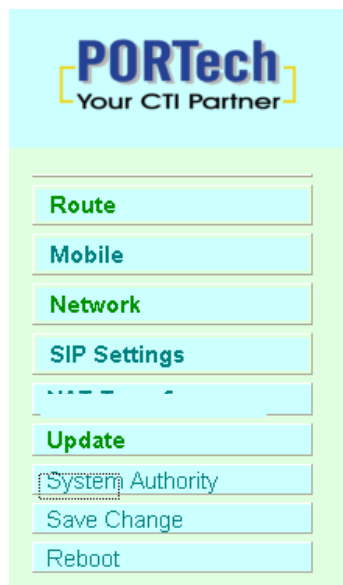 PORTech
Your CTI Partner
Route
Mobile
Network
SIP Settings
Update
System Authority
Save Change
Reboot